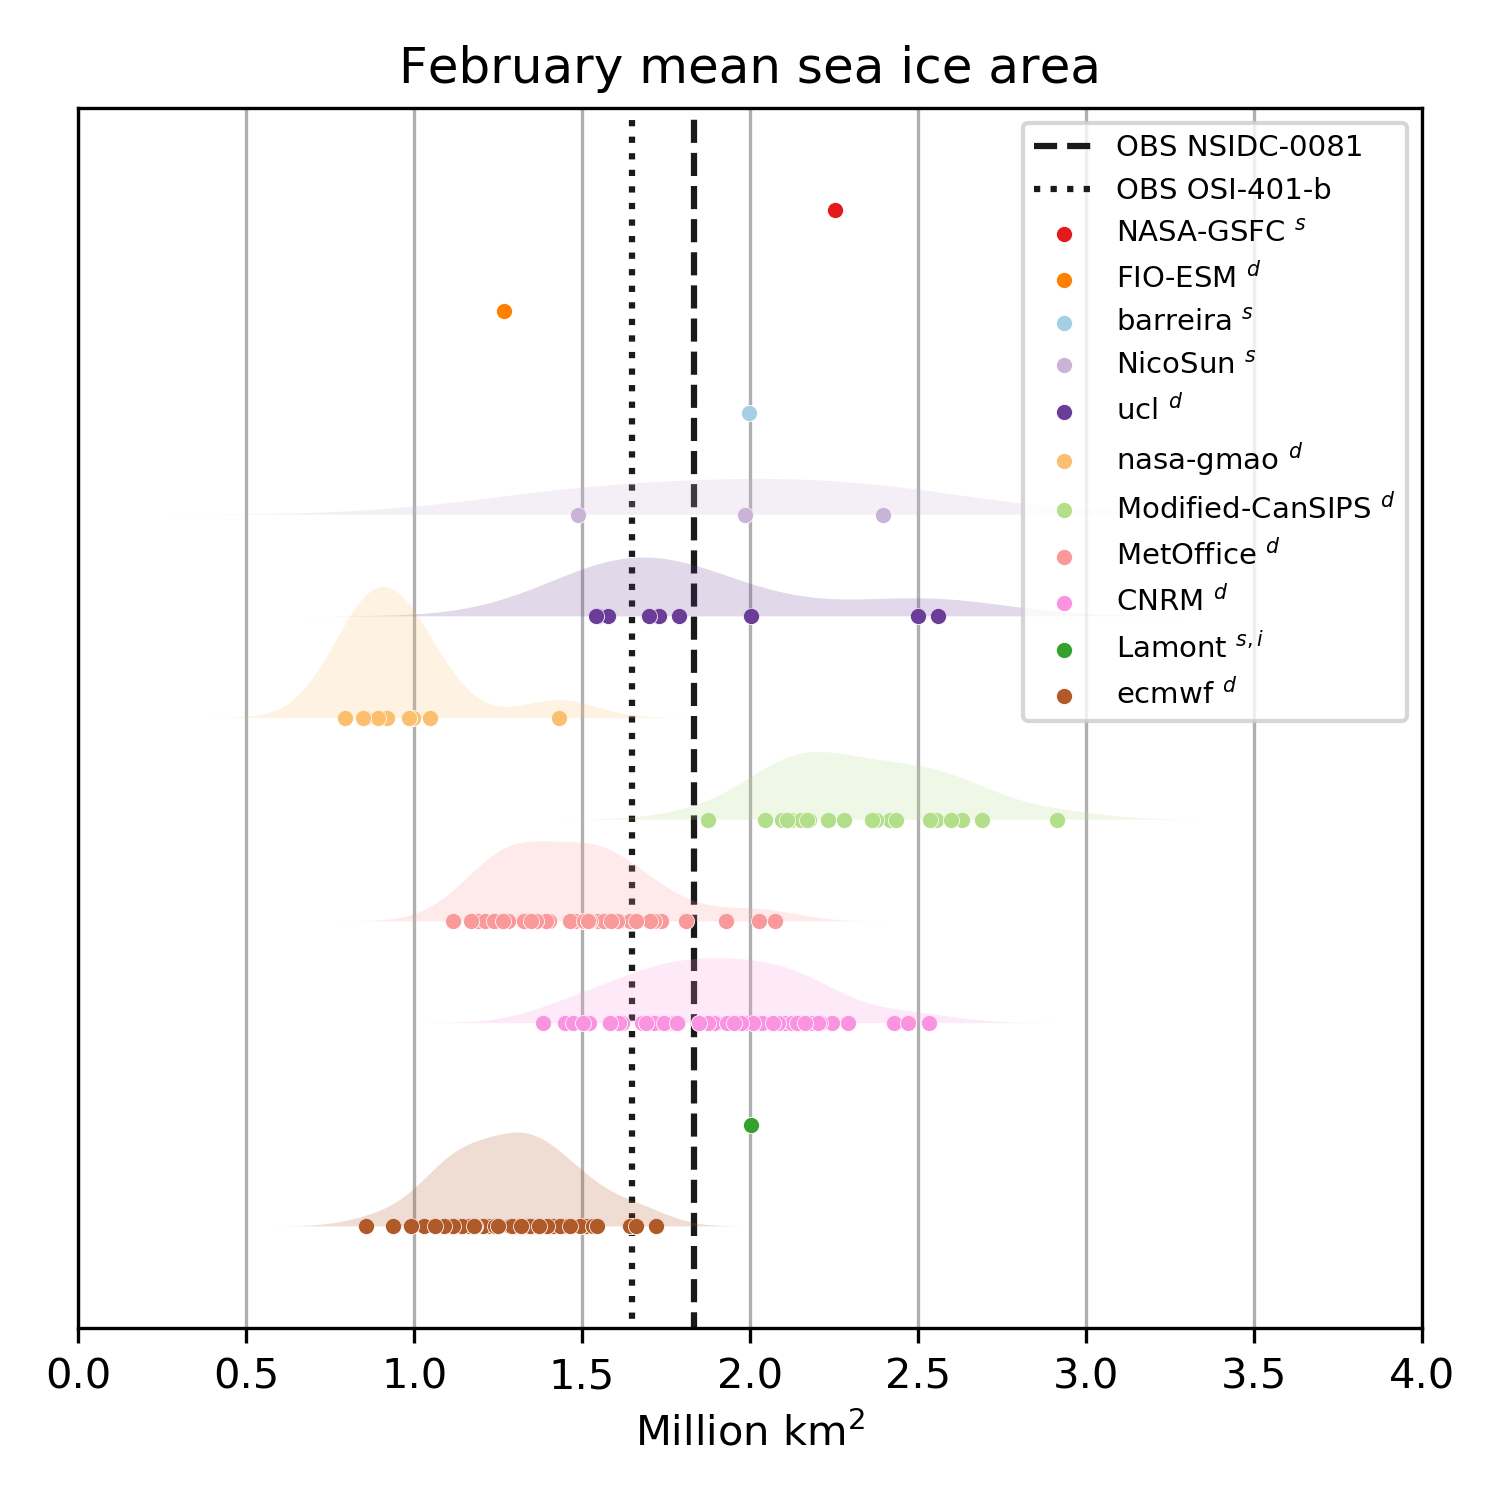 February mean sea ice area
OBS NSIDC-0081
OBS OSI-401-b
NASA-GSFC s
FIO-ESM d
barreira s
NicoSun s
ucl d
nasa-gmao d
Modified-CanSIPS d
MetOffice d
CNRM d
Lamont s,i
ecmwf d
0.0 0.5 1.0 1.5 2.0 2.5 3.0 3.5 4.0
Million km²